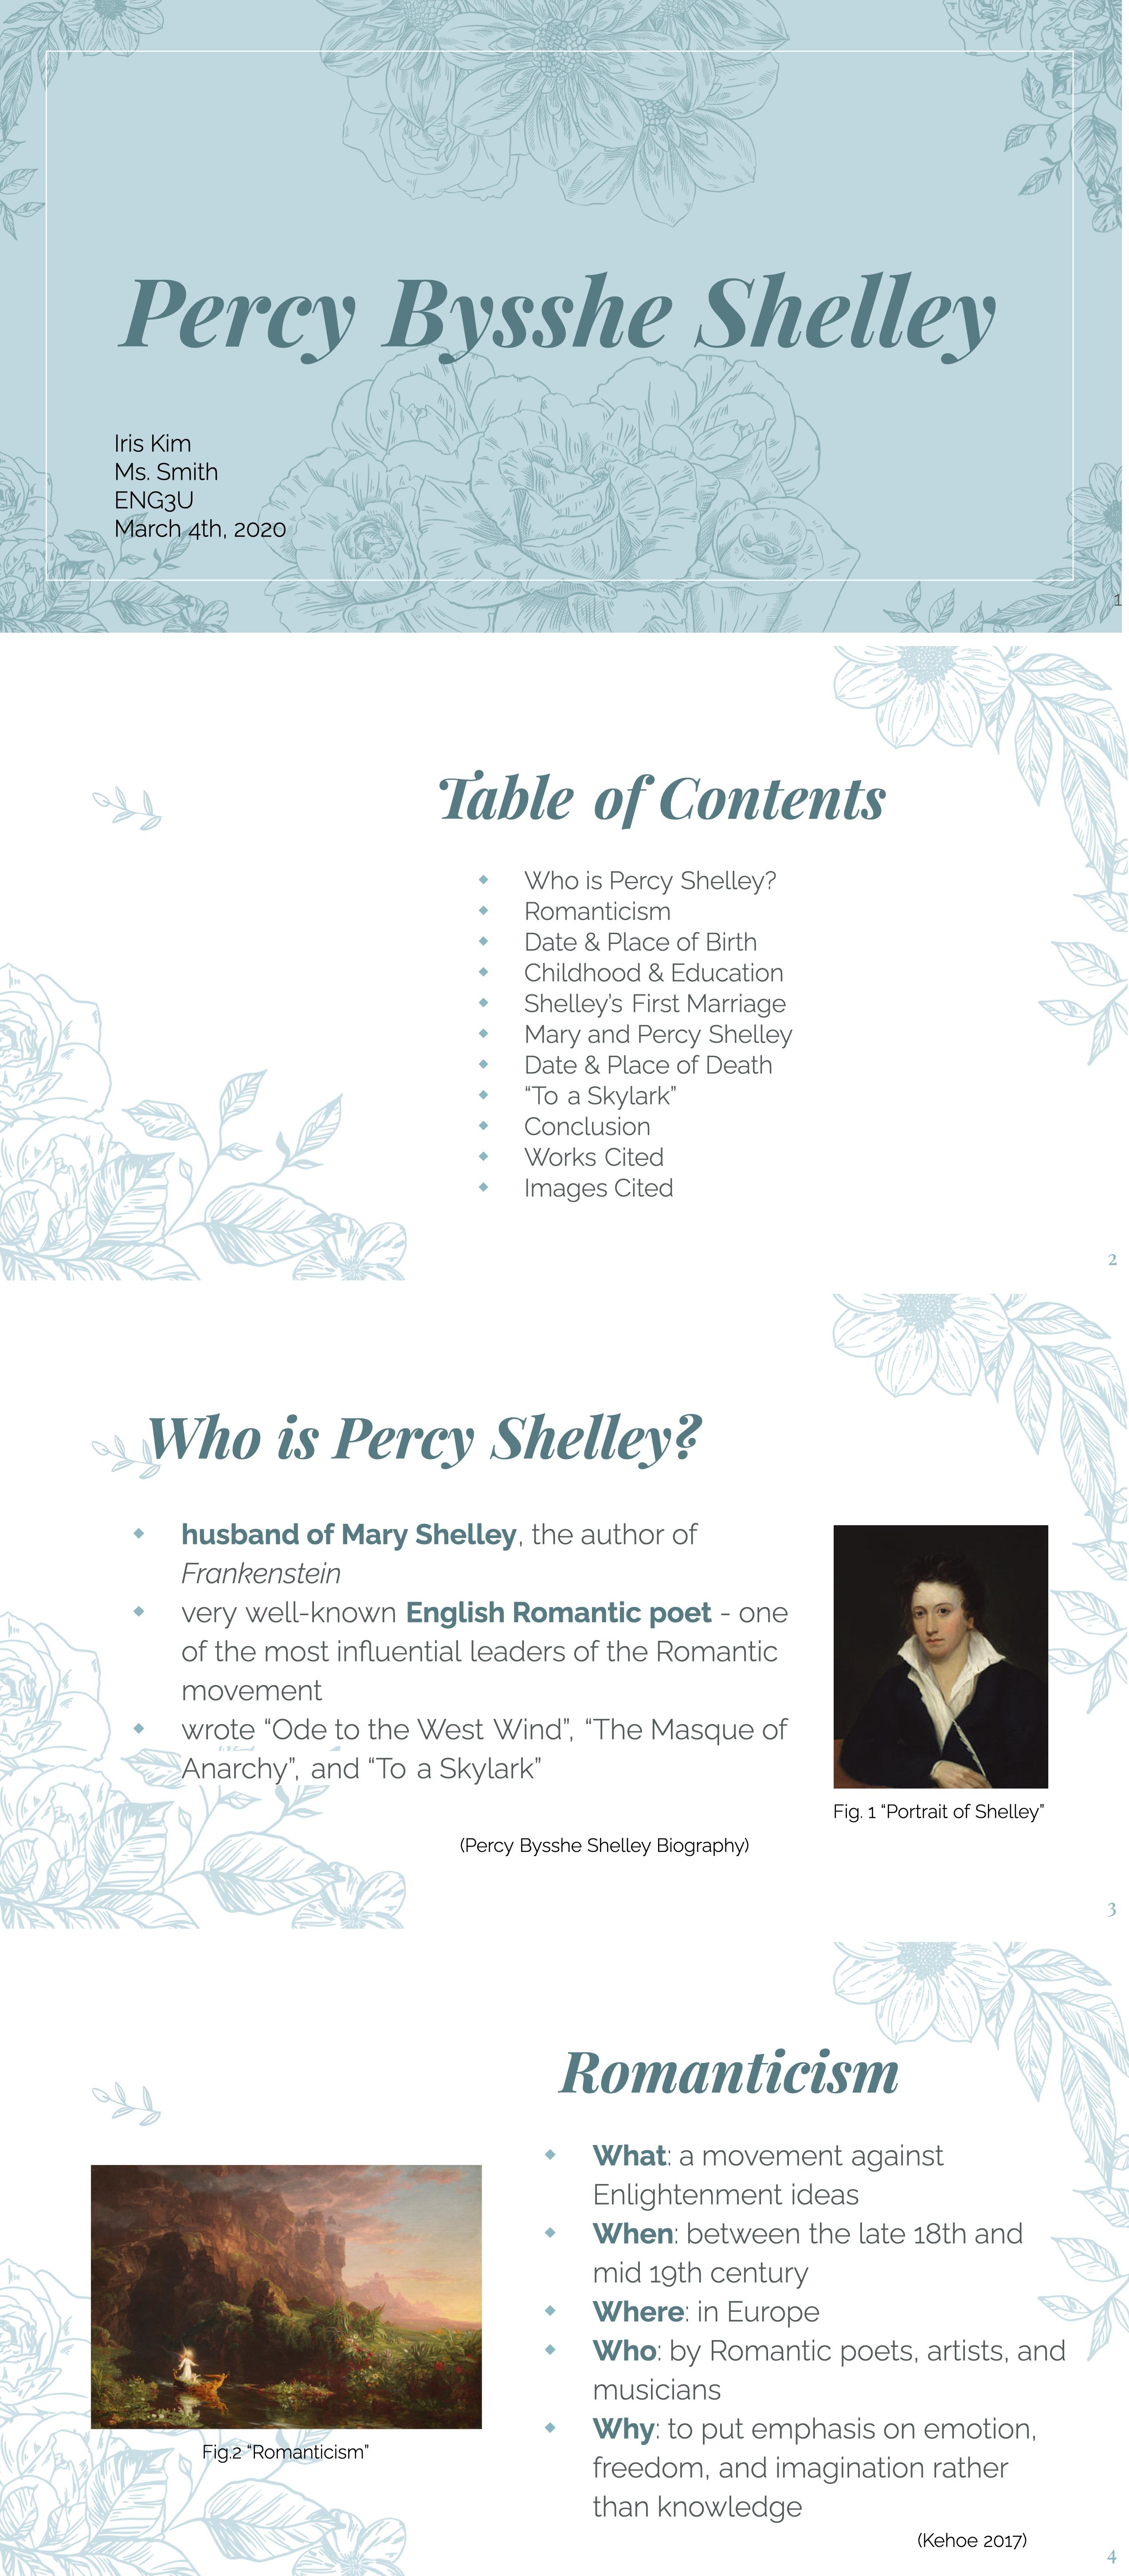 Percy Bysshe Shelley
Iris Kim
Ms. Smith
ENG3U
March 4th, 2020
1
Table of Contents
Who is Percy Shelley?
Romanticism
Date & Place of Birth
Childhood & Education
Shelley's First Marriage
Mary and Percy Shelley
Date & Place of Death
“To a Skylark”
Conclusion
Works Cited
Images Cited
2
Who is Percy Shelley?
husband of Mary Shelley, the author of
Frankenstein
very well-known English Romantic poet - one
of the most influential leaders of the Romantic
movement
wrote “Ode to the West Wind”, “The Masque of
Anarchy”, and “To a Skylark”
Fig. 1 “Portrait of Shelley”
(Percy Bysshe Shelley Biography)
3
Romanticism
What: a movement against
Enlightenment ideas
When: between the late 18th and
mid 19th century
Where: in Europe
Who: by Romantic poets, artists, and
musicians
Why: to put emphasis on emotion,
freedom, and imagination rather
than knowledge
Fig.2 “Romanticism”
(Kehoe 2017)
4